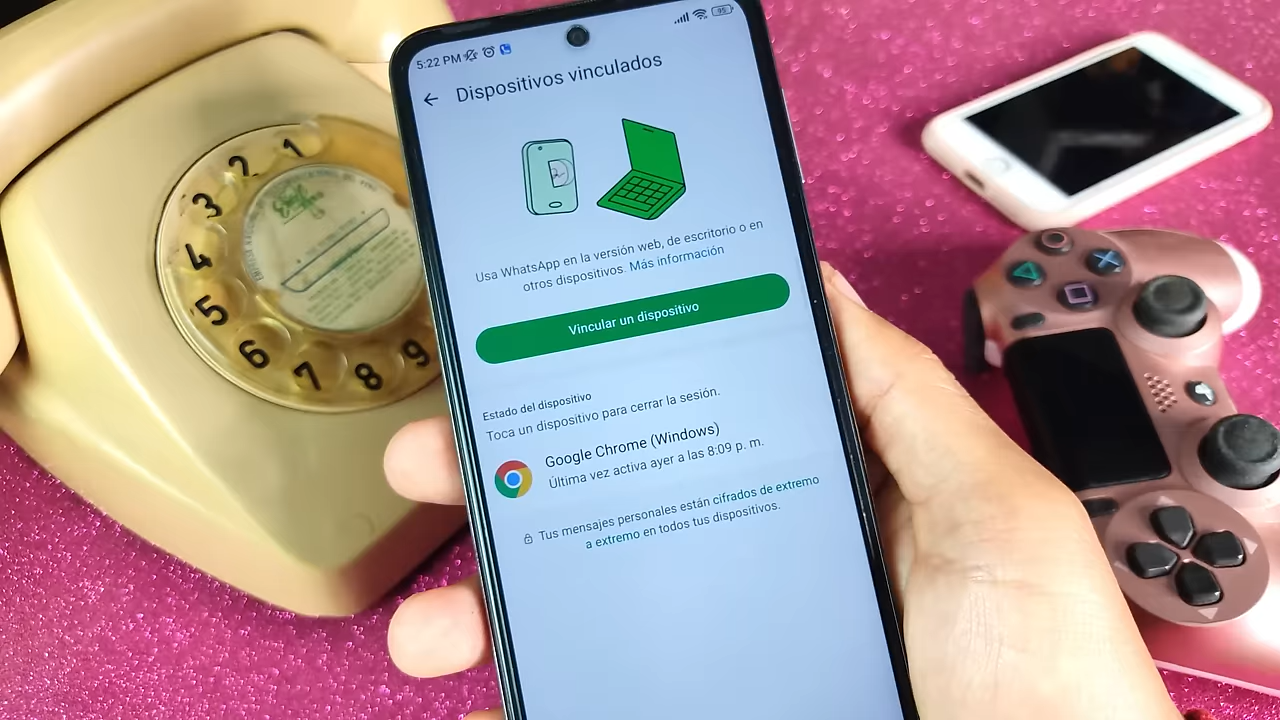 5:22 PM
95
Dispositivos vinculados
Usa WhatsApp en la versión web, de escritorio o en
otros dispositivos. Más información
Vincular un dispositivo
Estado del dispositivo
Toca un dispositivo para cerrar la sesión.
Google Chrome (Windows)
Última vez activa ayer a las 8:09 p. m.
Tus mensajes personales están cifrados de extremo
a extremo en todos tus dispositivos.
1
2
3
4
5
6
7
8
9